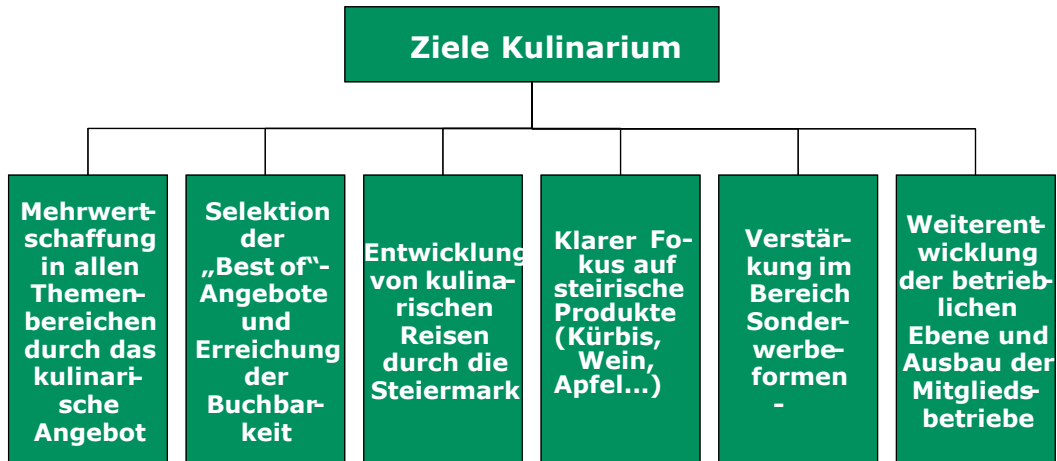 Ziele Kulinarium
Mehrwert-
schaffung
in allen
Themen-
bereichen
durch das
kulinari-
sche
Angebot
Selektion
der
„Best of“-
Angebote
und
Erreichung
der
Buchbar-
keit
Entwicklung
von kulina-
rischen
Reisen
durch die
Steiermark
Klarer Fo-
kus auf
steirische
Produkte
(Kürbis,
Wein,
Apfel...)
Verstär-
kung im
Bereich
Sonder-
werbe-
formen
-
Weiterent-
wicklung
der betrieb-
lichen
Ebene und
Ausbau der
Mitglieds-
betriebe